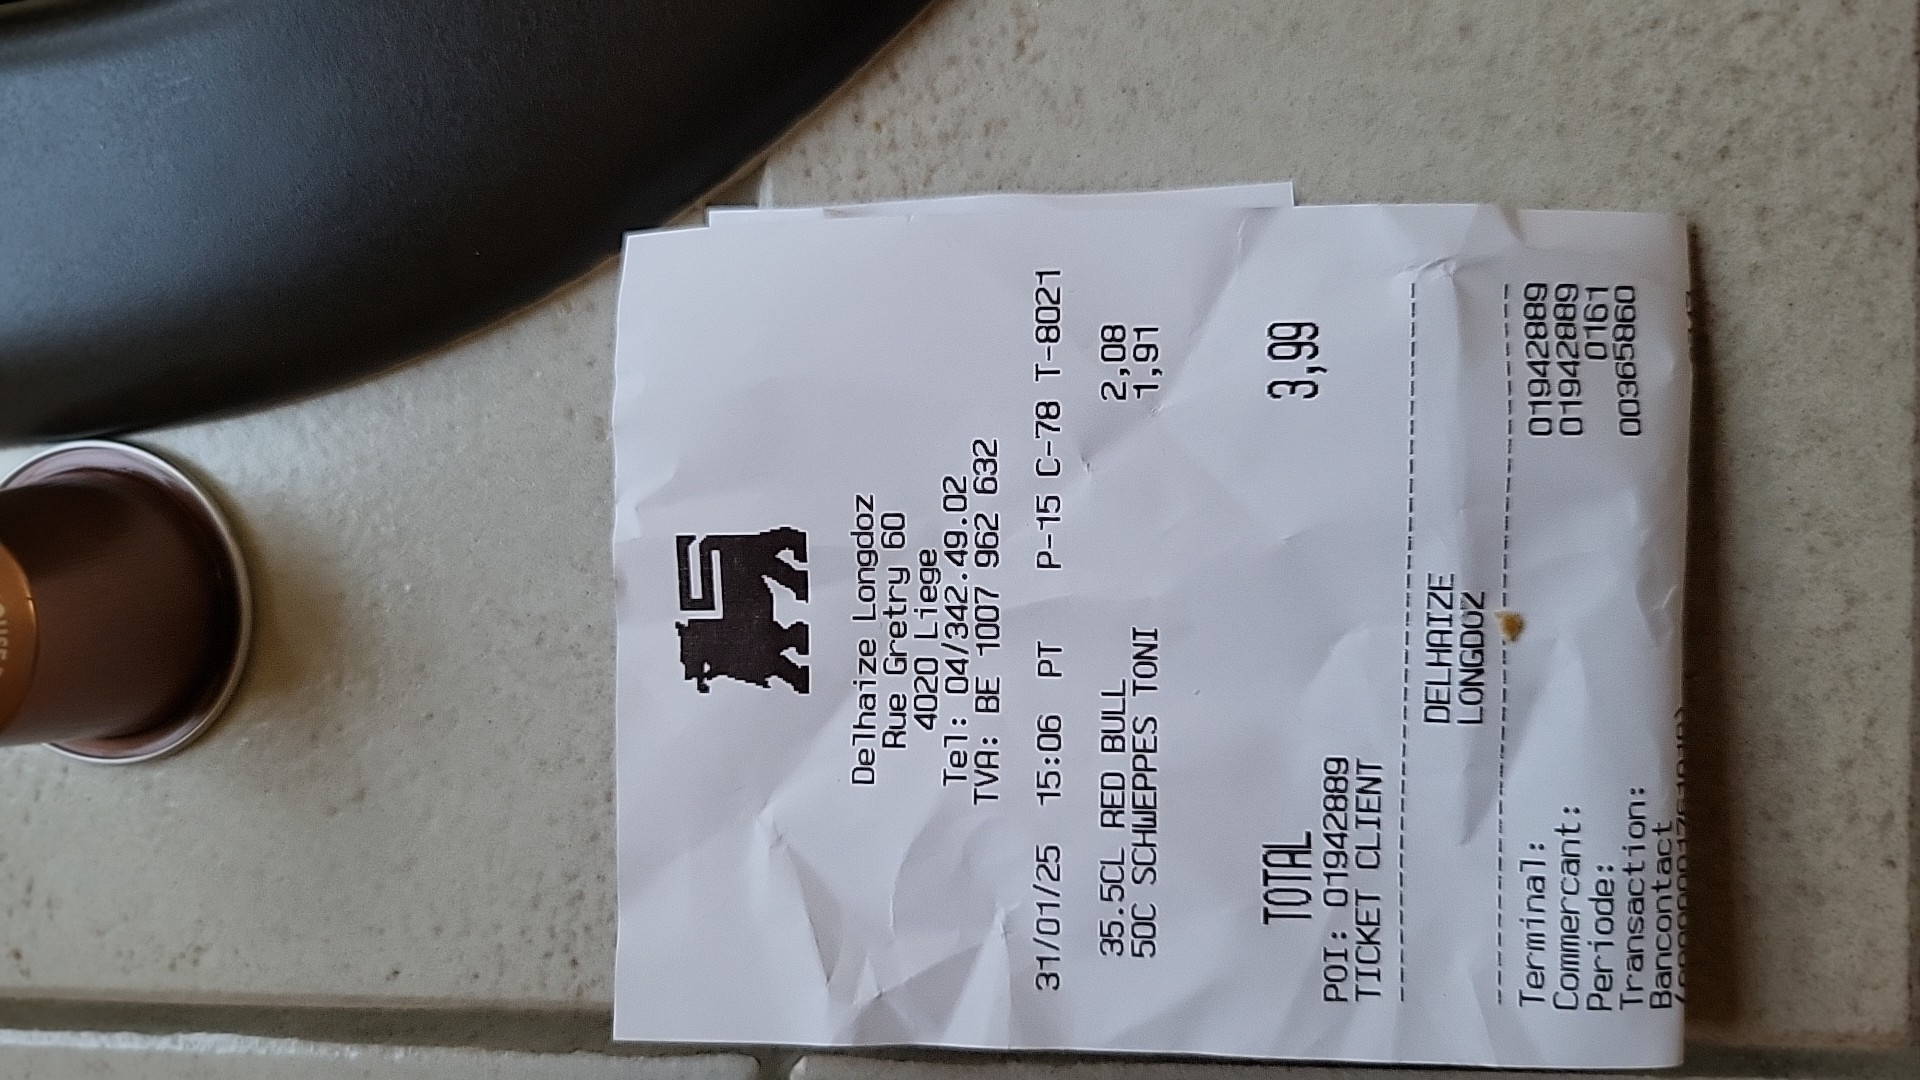 Delhaize Longdoz
Rue Gretry 60
4020 Liege
Tel: 04/342.49.02
TVA: BE 1007 962 632
31/01/25 15:06 PT P-15 C-78 T-8021
35.5CL RED BULL 2,08
50C SCHWEPPES TONI 1,91
TOTAL 3,99
POI: 01942889
TICKET CLIENT
DELHAIZE
LONGDOZ
Terminal: 01942889
Commercant: 01942889
Periode: 0161
Transaction: 00365860
Bancontact